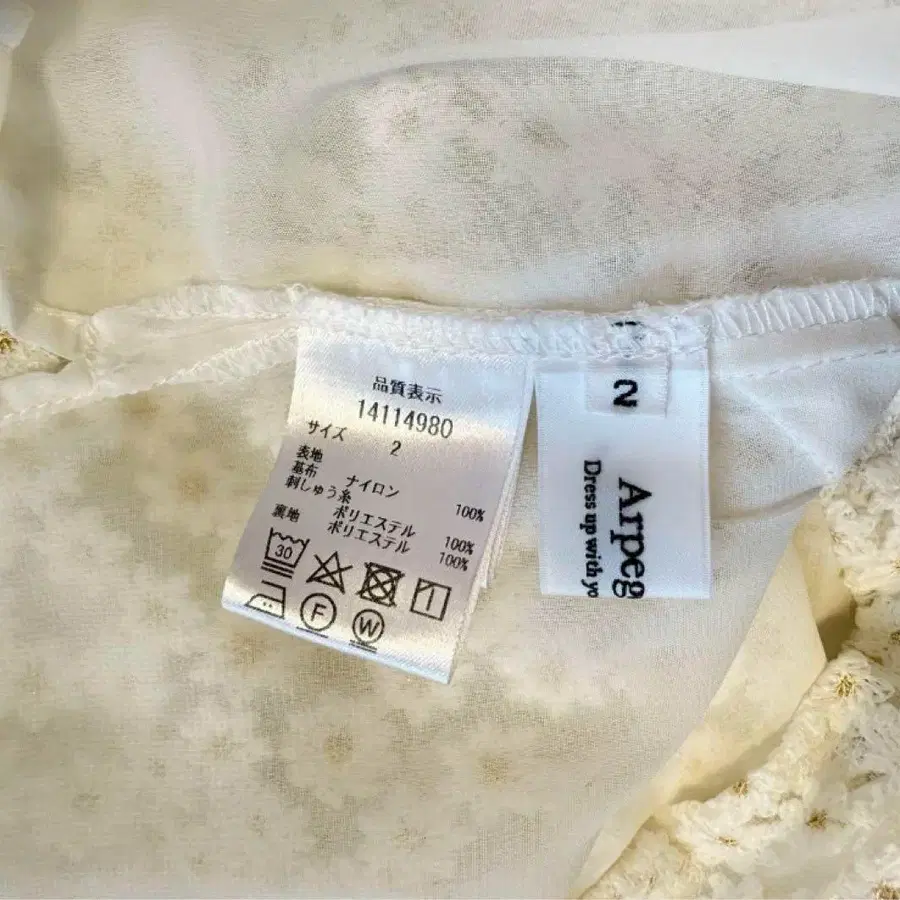 品質表示
14114980
サイズ
2
表地
基布 ナイロン 100%
刺しゅう糸 ポリエステル 100%
裏地 ポリエステル 100%
30
F
W
2
Arpeg
Dress up with yo